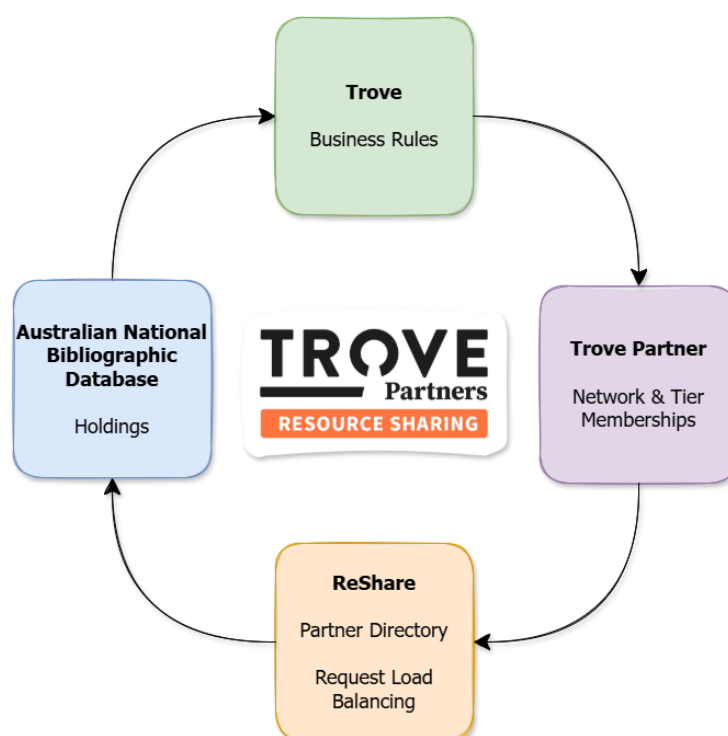 Trove
Business Rules
Australian National
Bibliographic
Database
Holdings
TROVE
Partners
RESOURCE SHARING
Trove Partner
Network & Tier
Memberships
ReShare
Partner Directory
Request Load
Balancing